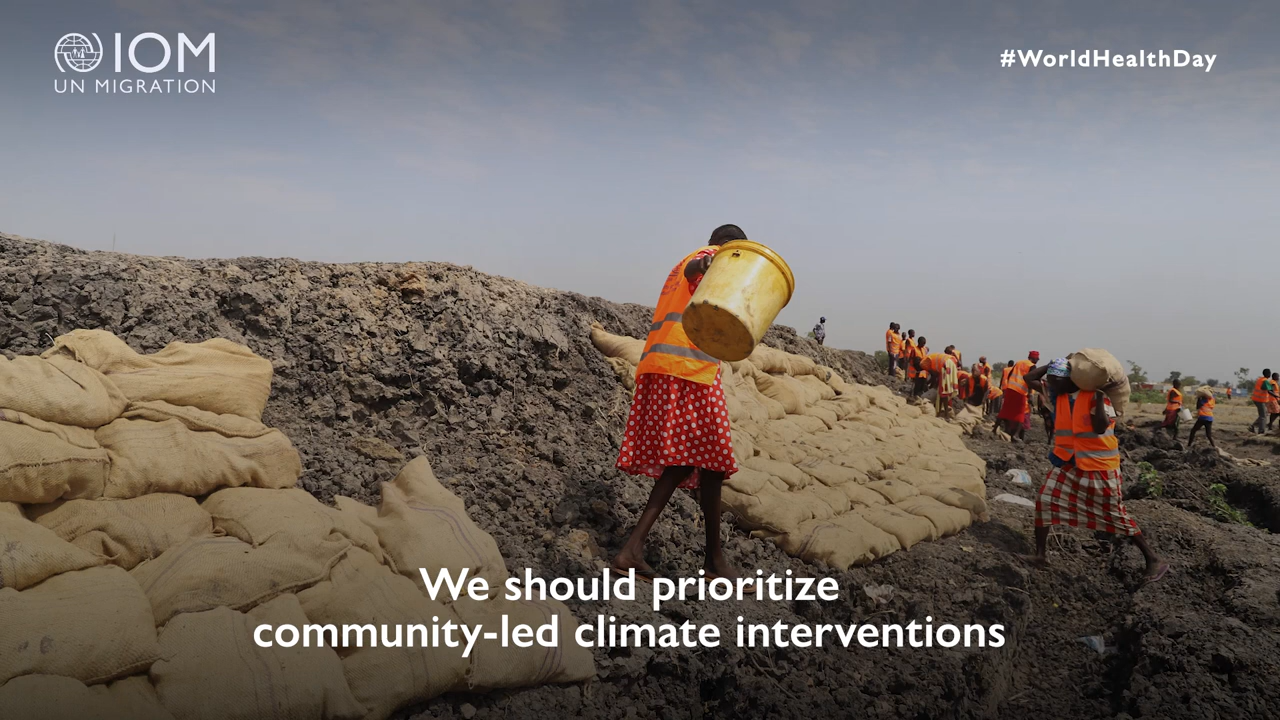 IOM
UN MIGRATION
#WorldHealthDay
We should prioritize
community-led climate interventions